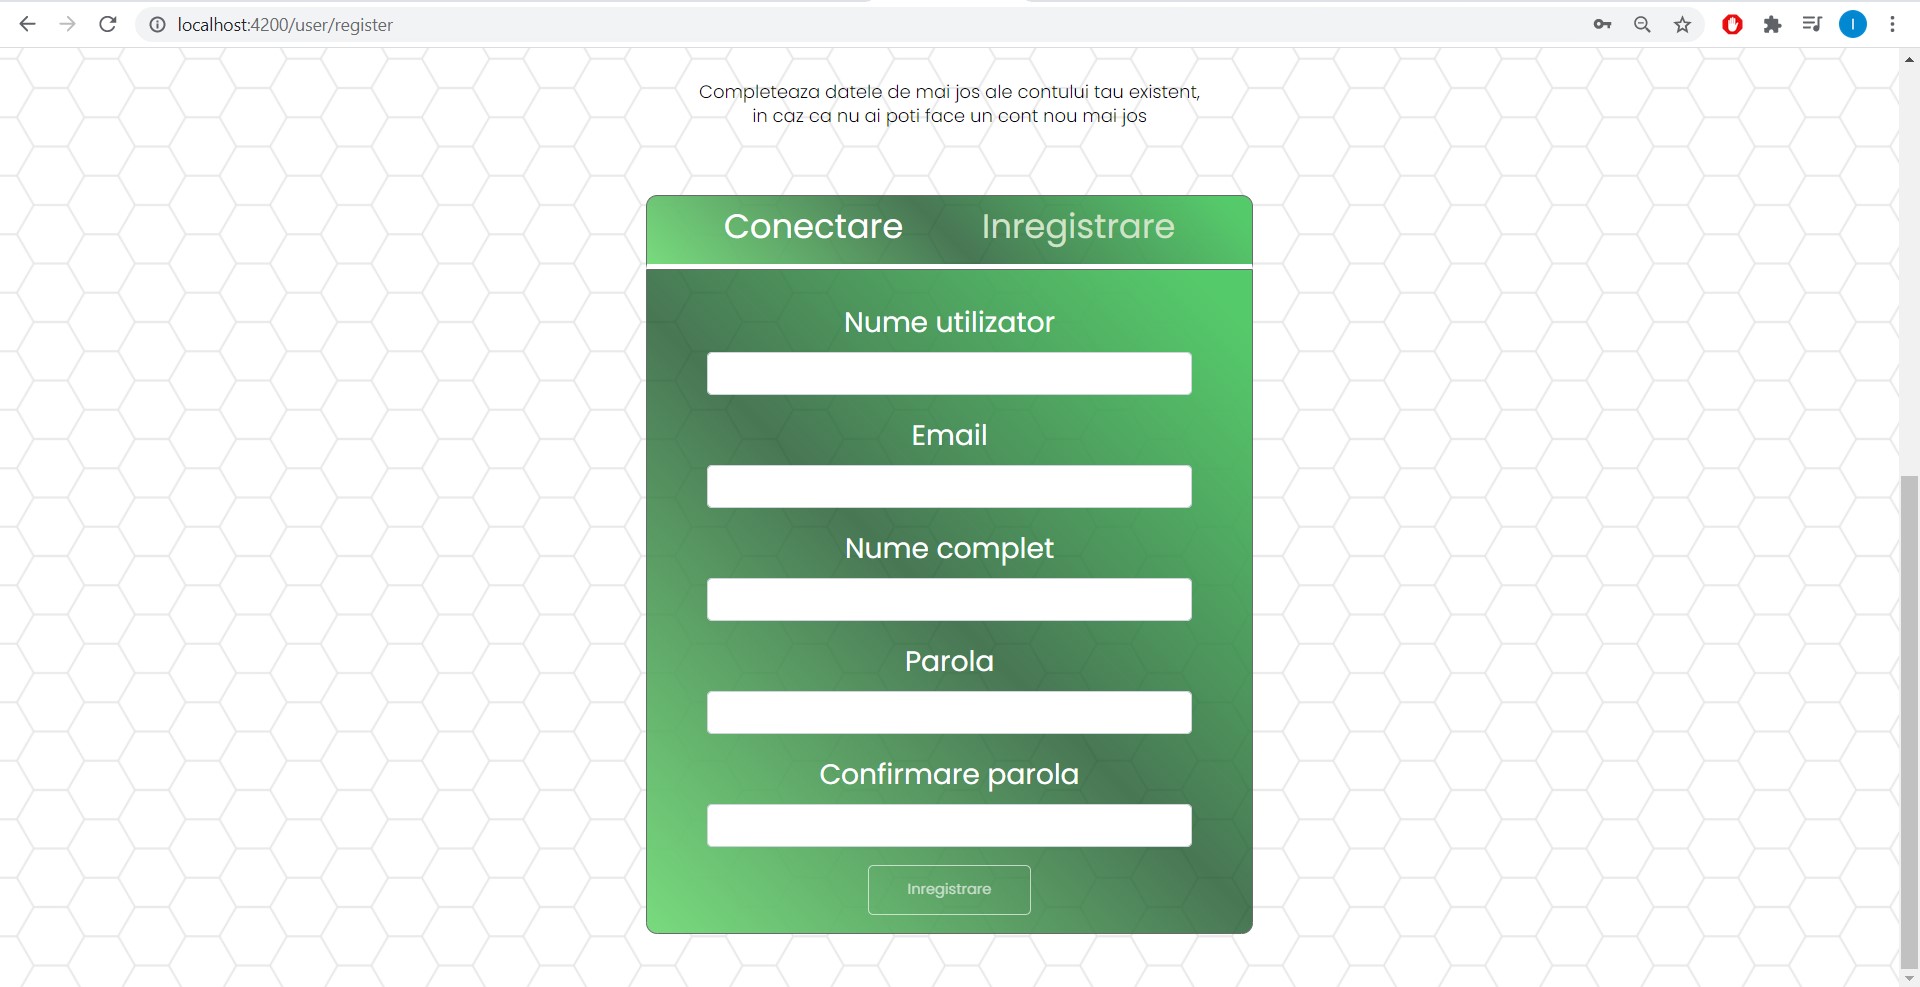 localhost:4200/user/register
I
Completeaza datele de mai jos ale contului tau existent,
in caz ca nu ai poti face un cont nou mai jos
Conectare Inregistrare
Nume utilizator
Email
Nume complet
Parola
Confirmare parola
Inregistrare